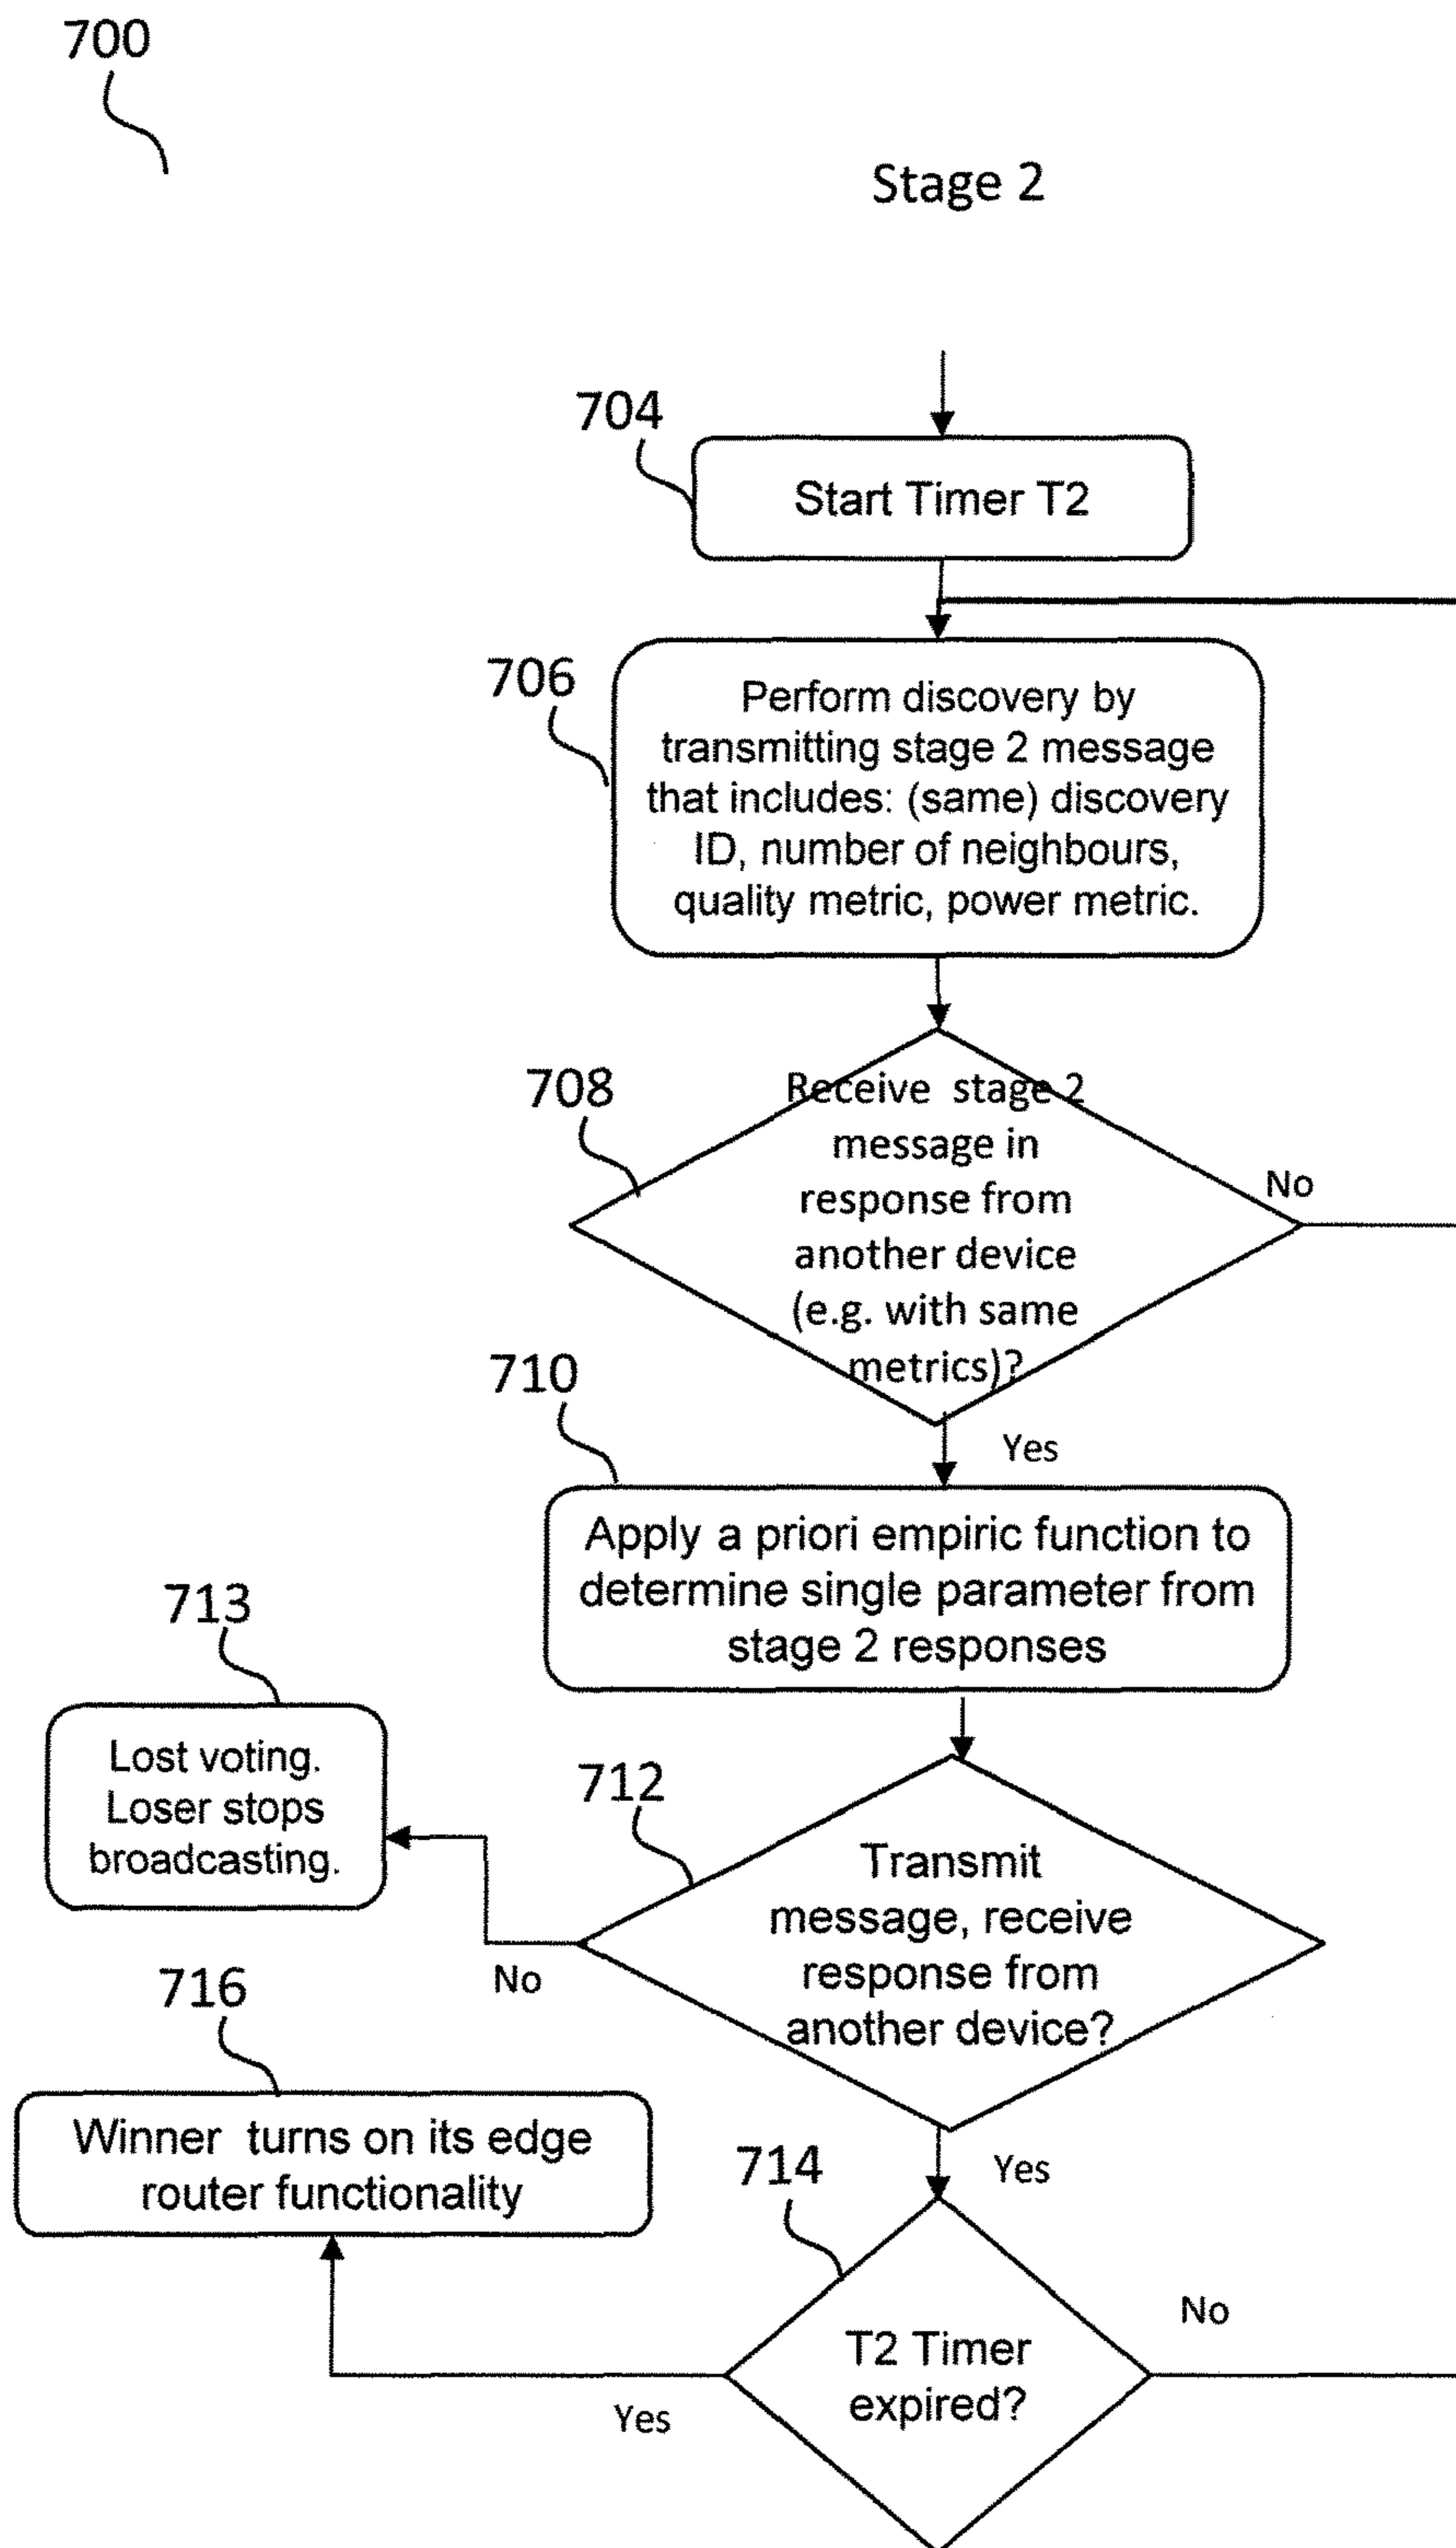 700
Stage 2
704
Start Timer T2
706
Perform discovery by
transmitting stage 2 message
that includes: (same) discovery
ID, number of neighbours,
quality metric, power metric.
708
Receive stage 2
message in
response from
another device
(e.g. with same
metrics)?
No
Yes
710
Apply a priori empiric function to
determine single parameter from
stage 2 responses
713
Lost voting.
Loser stops
broadcasting.
712
Transmit
message, receive
response from
another device?
No
Yes
716
Winner turns on its edge
router functionality
714
T2 Timer
expired?
No
Yes